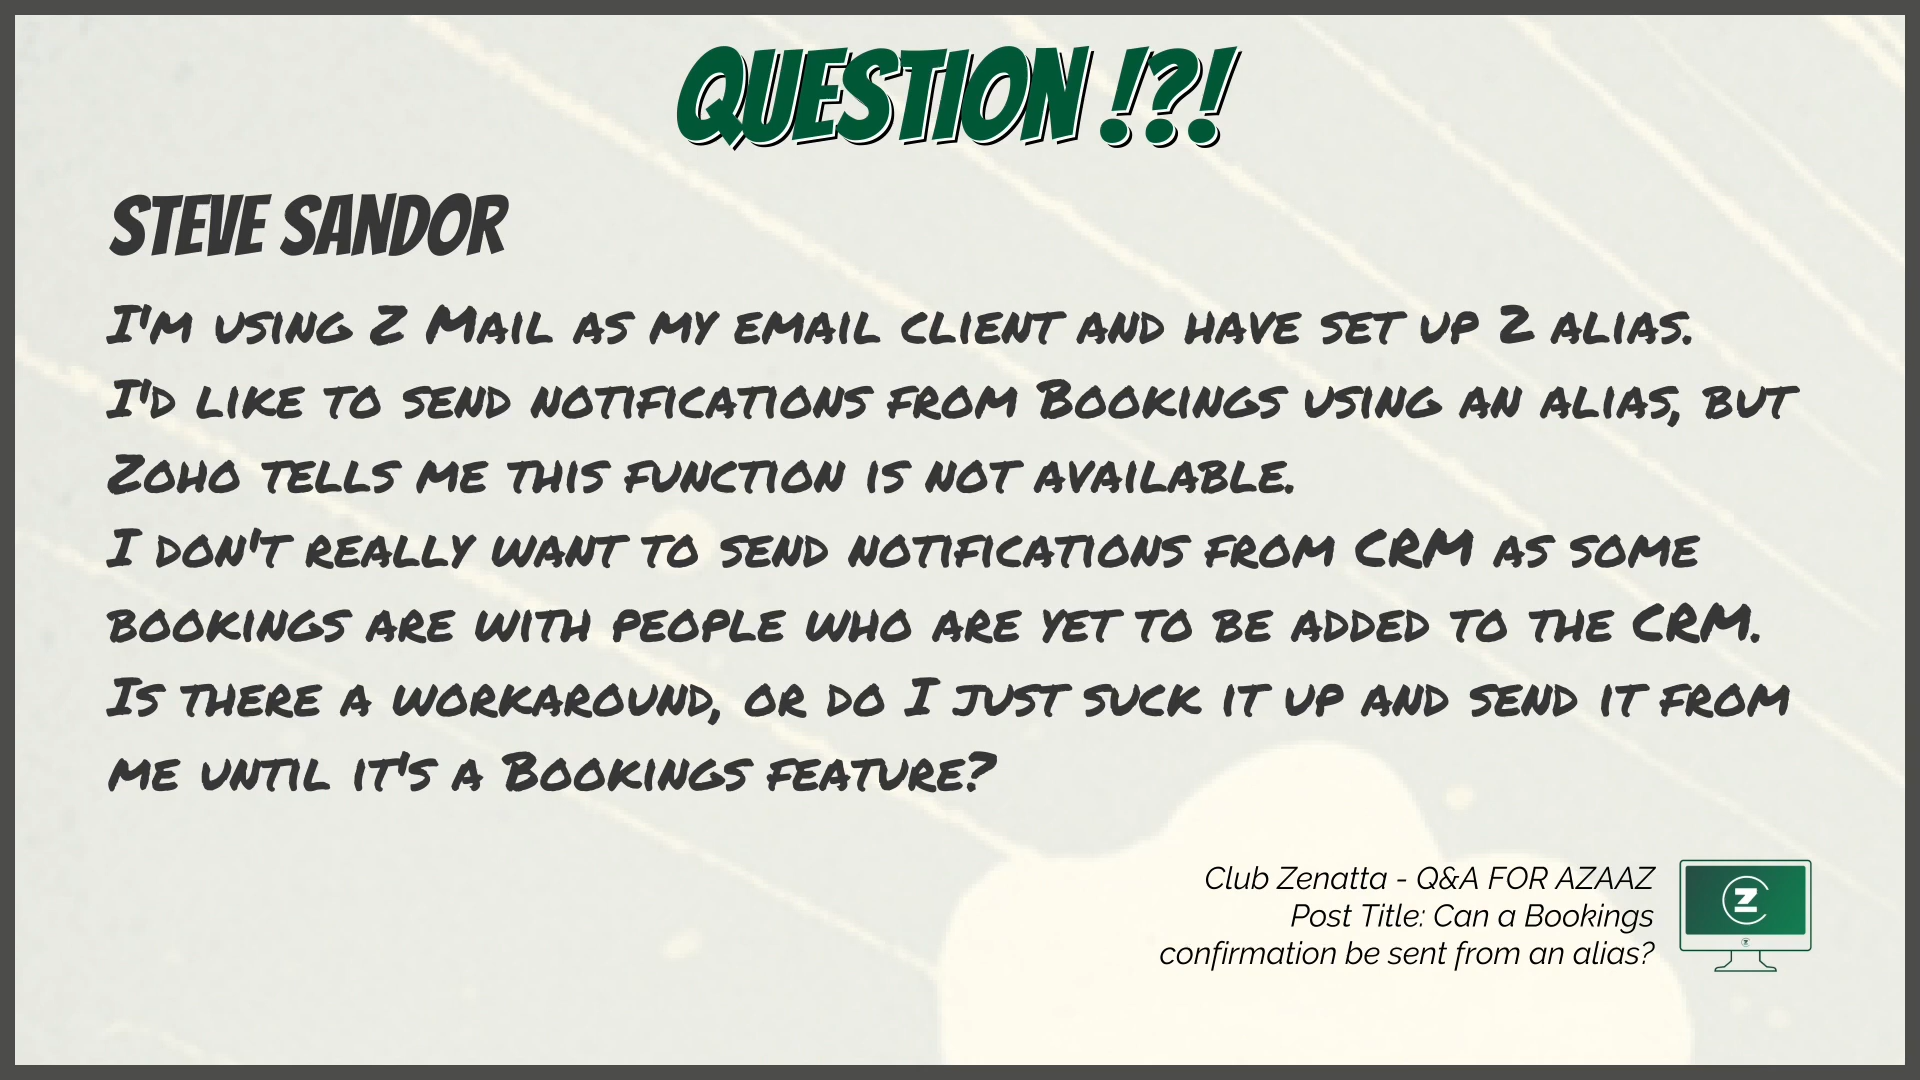 QUESTION !?!
STEVE SANDOR
I'm using Z Mail as my email client and have set up 2 alias.
I'd like to send notifications from Bookings using an alias, but
Zoho tells me this function is not available.
I don't really want to send notifications from CRM as some
bookings are with people who are yet to be added to the CRM.
Is there a workaround, or do I just suck it up and send it from
me until it's a Bookings feature?
Club Zenatta - Q&A FOR AZAAZ
Post Title: Can a Bookings
confirmation be sent from an alias?
Z